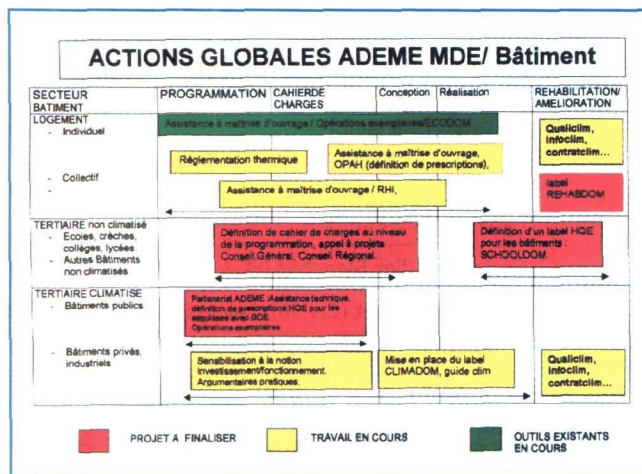 ACTIONS GLOBALES ADEME MDE/ Bâtiment
SECTEUR BATIMENT
PROGRAMMATION
CAHIERDE CHARGES
Conception
Réalisation
REHABILITATION/ AMELIORATION
LOGEMENT
- Individuel
- Collectif
-
Assistance à maîtrise d'ouvrage / Opérations exemplaires/ECODOM
Réglementation thermique
Assistance à maîtrise d'ouvrage,
OPAH (définition de prescriptions),
Assistance à maîtrise d'ouvrage / RHI,
Qualiclim,
infoclim,
contratclim...
label
REHABDOM
TERTIAIRE non climatisé
- Ecoles, crèches,
collèges, lycées.
- Autres Bâtiments
non climatisés
Définition de cahier de charges au niveau
de la programmation, appel à projets
Conseil Général, Conseil Régional.
Définition d'un label HQE
pour les bâtiments :
SCHOOLDOM
TERTIAIRE CLIMATISE
- Bâtiments publics
- Bâtiments privés,
industriels
Partenariat ADEME :Assistance technique,
définition de prescriptions HQE pour les
esquisses avec
Opérations exemplaires
Sensibilisation à la notion
Investissement/fonctionnement.
Argumentaires pratiques.
Mise en place du label
CLIMADOM, guide clim
Qualiclim,
infoclim,
contratclim...
PROJET A FINALISER
TRAVAIL EN COURS
OUTILS EXISTANTS
EN COURS